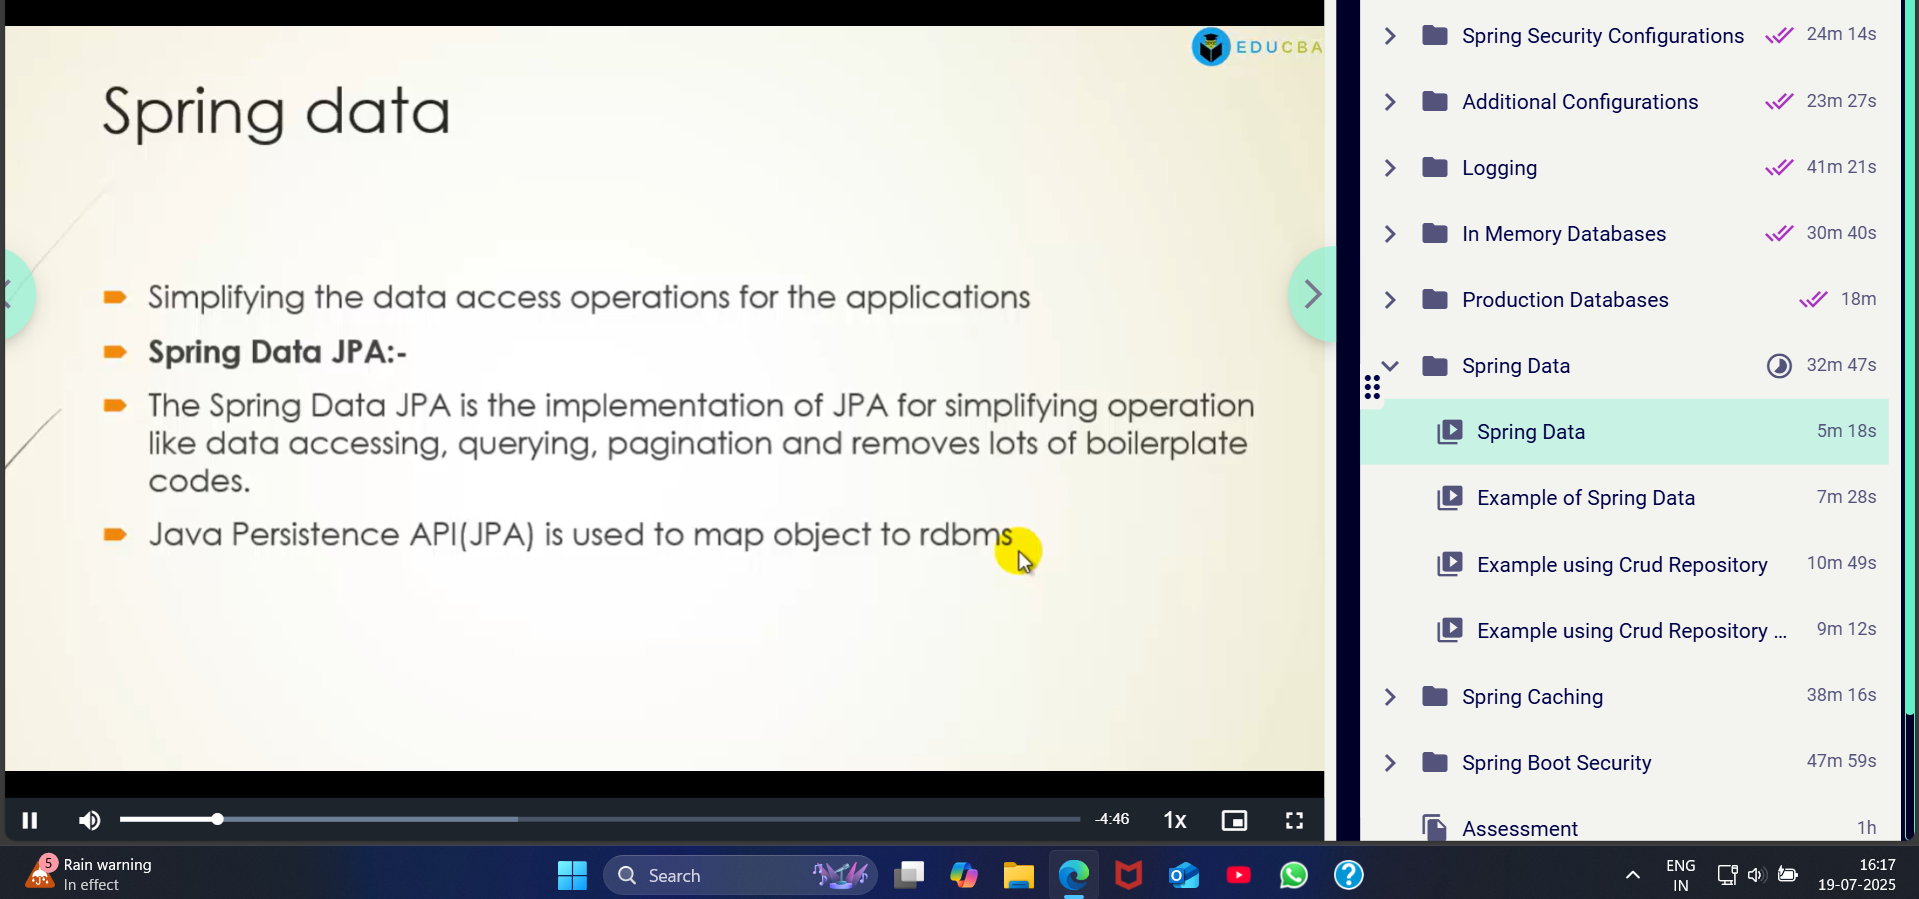 EDUCBA
Spring data
Simplifying the data access operations for the applications
Spring Data JPA:-
The Spring Data JPA is the implementation of JPA for simplifying operation
like data accessing, querying, pagination and removes lots of boilerplate
codes.
Java Persistence API(JPA) is used to map object to rdbms
-4:46
1x
Spring Security Configurations 24m 14s
Additional Configurations 23m 27s
Logging 41m 21s
In Memory Databases 30m 40s
Production Databases 18m
Spring Data 32m 47s
Spring Data 5m 18s
Example of Spring Data 7m 28s
Example using Crud Repository 10m 49s
Example using Crud Repository ... 9m 12s
Spring Caching 38m 16s
Spring Boot Security 47m 59s
Assessment 1h
5
Rain warning
In effect
Search
ENG
IN
16:17
19-07-2025